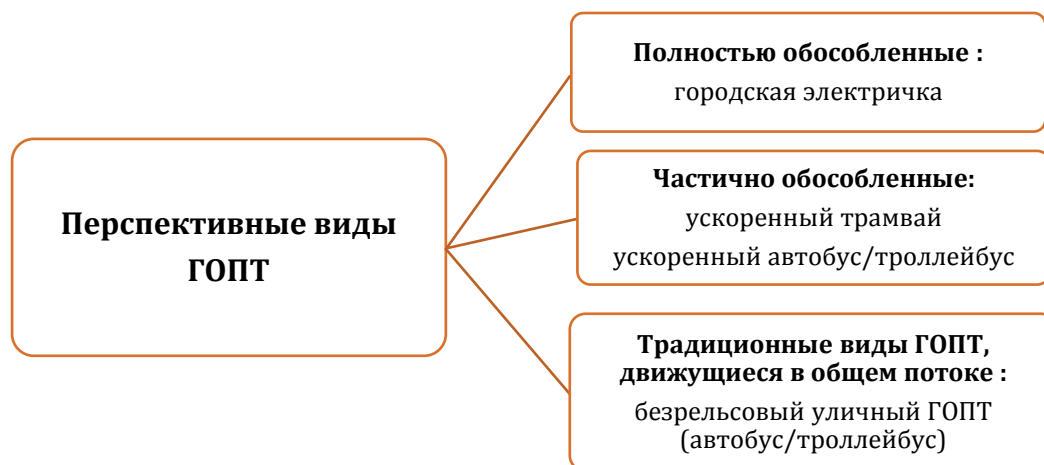 Перспективные виды
ГОПТ
Полностью обособленные :
городская электричка
Частично обособленные:
ускоренный трамвай
ускоренный автобус/троллейбус
Традиционные виды ГОПТ,
движущиеся в общем потоке :
безрельсовый уличный ГОПТ
(автобус/троллейбус)